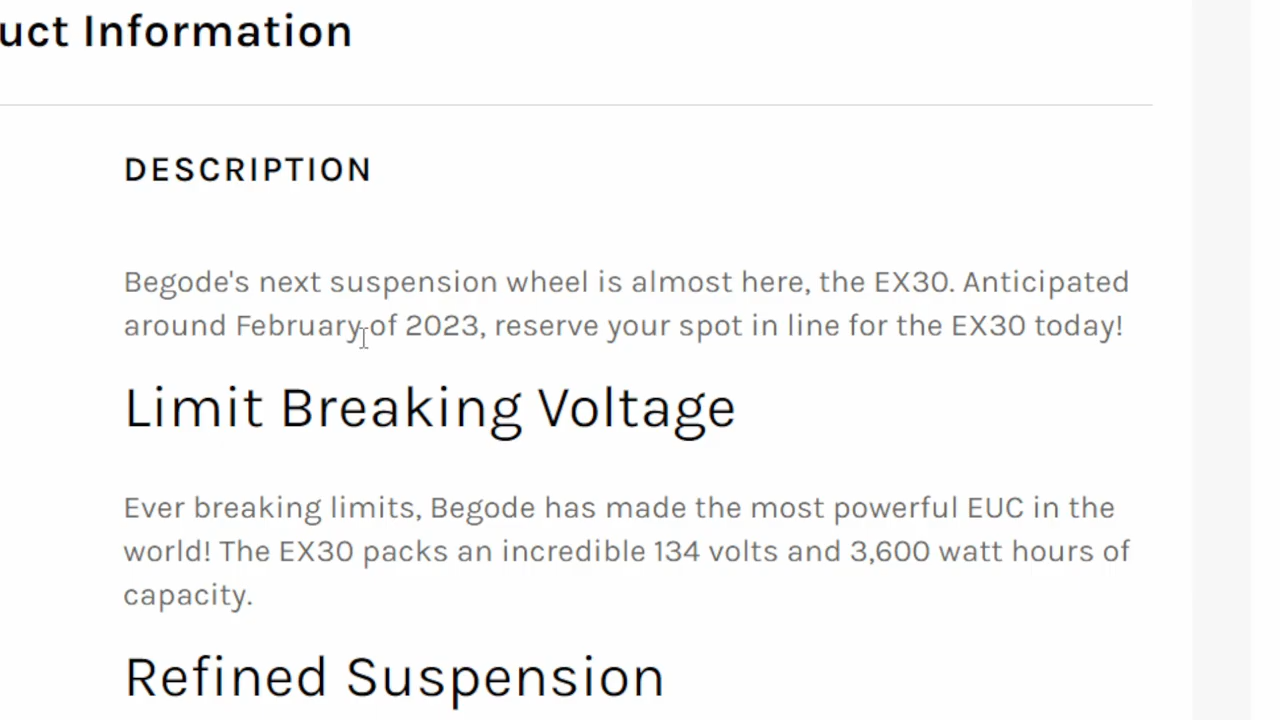 uct Information
DESCRIPTION
Begode's next suspension wheel is almost here, the EX30. Anticipated
around February of 2023, reserve your spot in line for the EX30 today!
Limit Breaking Voltage
Ever breaking limits, Begode has made the most powerful EUC in the
world! The EX30 packs an incredible 134 volts and 3,600 watt hours of
capacity.
Refined Suspension